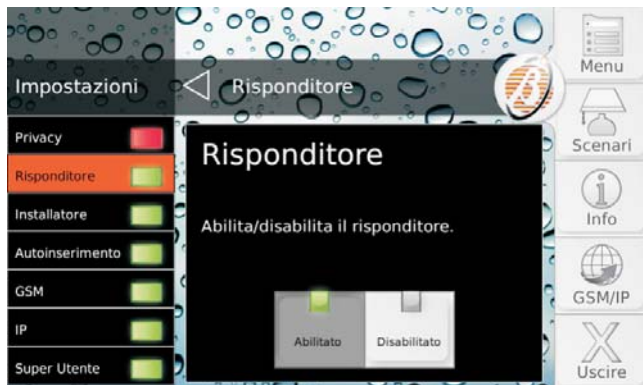 Impostazioni
Risponditore
Menu
Scenari
Info
GSM/IP
Uscire
Privacy
Risponditore
Installatore
Autoinserimento
GSM
IP
Super Utente
Risponditore
Abilita/disabilita il risponditore.
Abilitato
Disabilitato